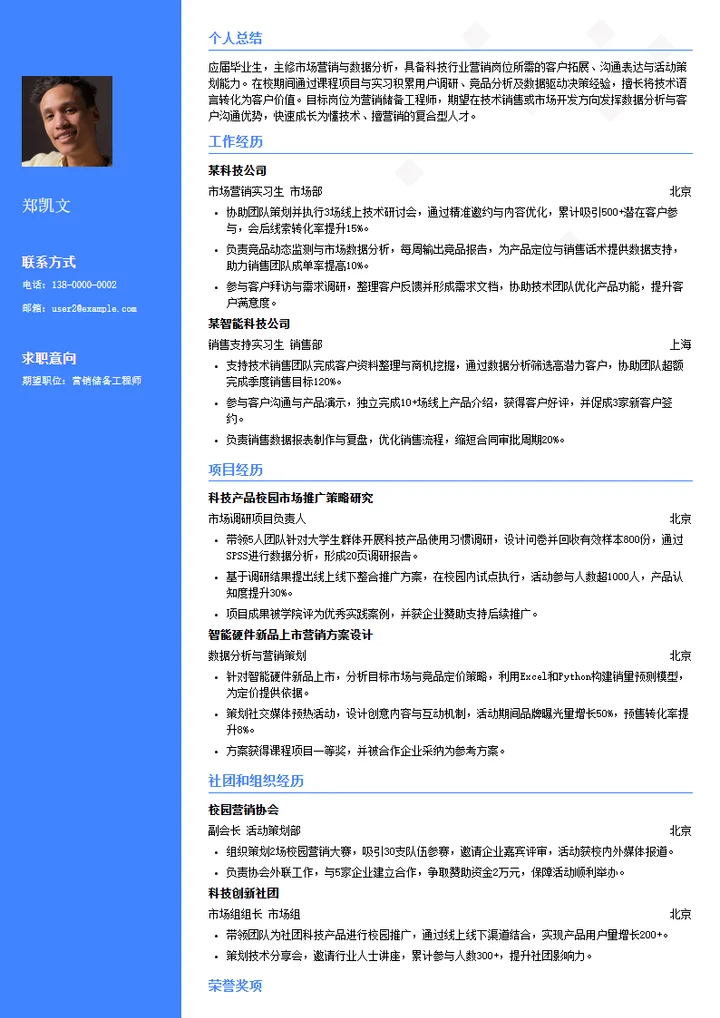 郑凯文
联系方式
电话：138-0000-0002
邮箱：user2@example.com
求职意向
期望职位：营销储备工程师
个人总结
应届毕业生，主修市场营销与数据分析，具备科技行业营销岗位所需的客户拓展、沟通表达与活动策
划能力。在校期间通过课程项目与实习积累用户调研、竞品分析及数据驱动决策经验，擅长将技术语
言转化为客户价值。目标岗位为营销储备工程师，期望在技术销售或市场开发方向发挥数据分析与客
户沟通优势，快速成长为懂技术、擅营销的复合型人才。
工作经历
某科技公司
市场营销实习生 市场部 北京
• 协助团队策划并执行3场线上技术研讨会，通过精准邀约与内容优化，累计吸引500+潜在客户参
与，会后线索转化率提升15%。
• 负责竞品动态监测与市场数据分析，每周输出竞品报告，为产品定位与销售话术提供数据支持，
助力销售团队成单率提高10%。
• 参与客户拜访与需求调研，整理客户反馈并形成需求文档，协助技术团队优化产品功能，提升客
户满意度。
某智能科技公司
销售支持实习生 销售部 上海
• 支持技术销售团队完成客户资料整理与商机挖掘，通过数据分析筛选高潜力客户，协助团队超额
完成季度销售目标120%。
• 参与客户沟通与产品演示，独立完成10+场线上产品介绍，获得客户好评，并促成3家新客户签
约。
• 负责销售数据报表制作与复盘，优化销售流程，缩短合同审批周期20%。
项目经历
科技产品校园市场推广策略研究
市场调研项目负责人 北京
• 带领5人团队针对大学生群体开展科技产品使用习惯调研，设计问卷并回收有效样本800份，通过
SPSS进行数据分析，形成20页调研报告。
• 基于调研结果提出线上线下整合推广方案，在校园内试点执行，活动参与人数超1000人，产品认
知度提升30%。
• 项目成果被学院评为优秀实践案例，并获企业赞助支持后续推广。
智能硬件新品上市营销方案设计
数据分析与营销策划 北京
• 针对智能硬件新品上市，分析目标市场与竞品定价策略，利用Excel和Python构建销量预测模型，
为定价提供依据。
• 策划社交媒体预热活动，设计创意内容与互动机制，活动期间品牌曝光量增长50%，预售转化率提
升8%。
• 方案获得课程项目一等奖，并被合作企业采纳为参考方案。
社团和组织经历
校园营销协会
副会长 活动策划部 北京
• 组织策划2场校园营销大赛，吸引30支队伍参赛，邀请企业嘉宾评审，活动获校内外媒体报道。
• 负责协会外联工作，与5家企业建立合作，争取赞助资金2万元，保障活动顺利举办。
科技创新社团
市场组组长 市场组 北京
• 带领团队为社团科技产品进行校园推广，通过线上线下渠道结合，实现产品用户量增长200+。
• 策划技术分享会，邀请行业人士讲座，累计参与人数300+，提升社团影响力。
荣誉奖项